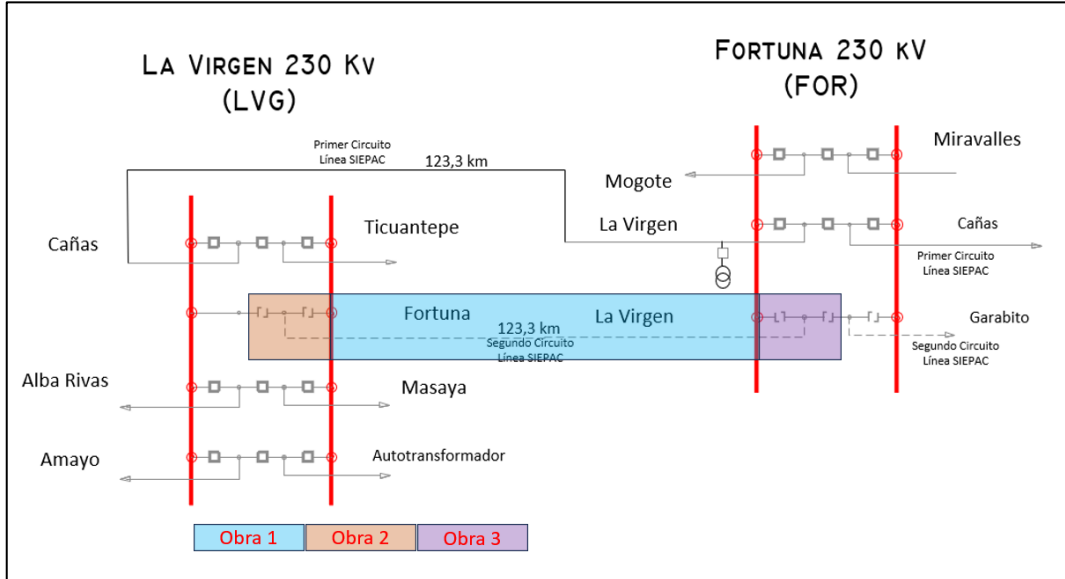 LA VIRGEN 230 KV
(LVG)
FORTUNA 230 KV
(FOR)
Primer Circuito
Línea SIEPAC
123,3 km
Miravalles
Mogote
Cañas
Ticuantepe
La Virgen
Cañas
Primer Circuito
Línea SIEPAC
Fortuna
La Virgen
123,3 km
Segundo Circuito
Línea SIEPAC
Garabito
Segundo Circuito
Línea SIEPAC
Alba Rivas
Masaya
Amayo
Autotransformador
Obra 1
Obra 2
Obra 3